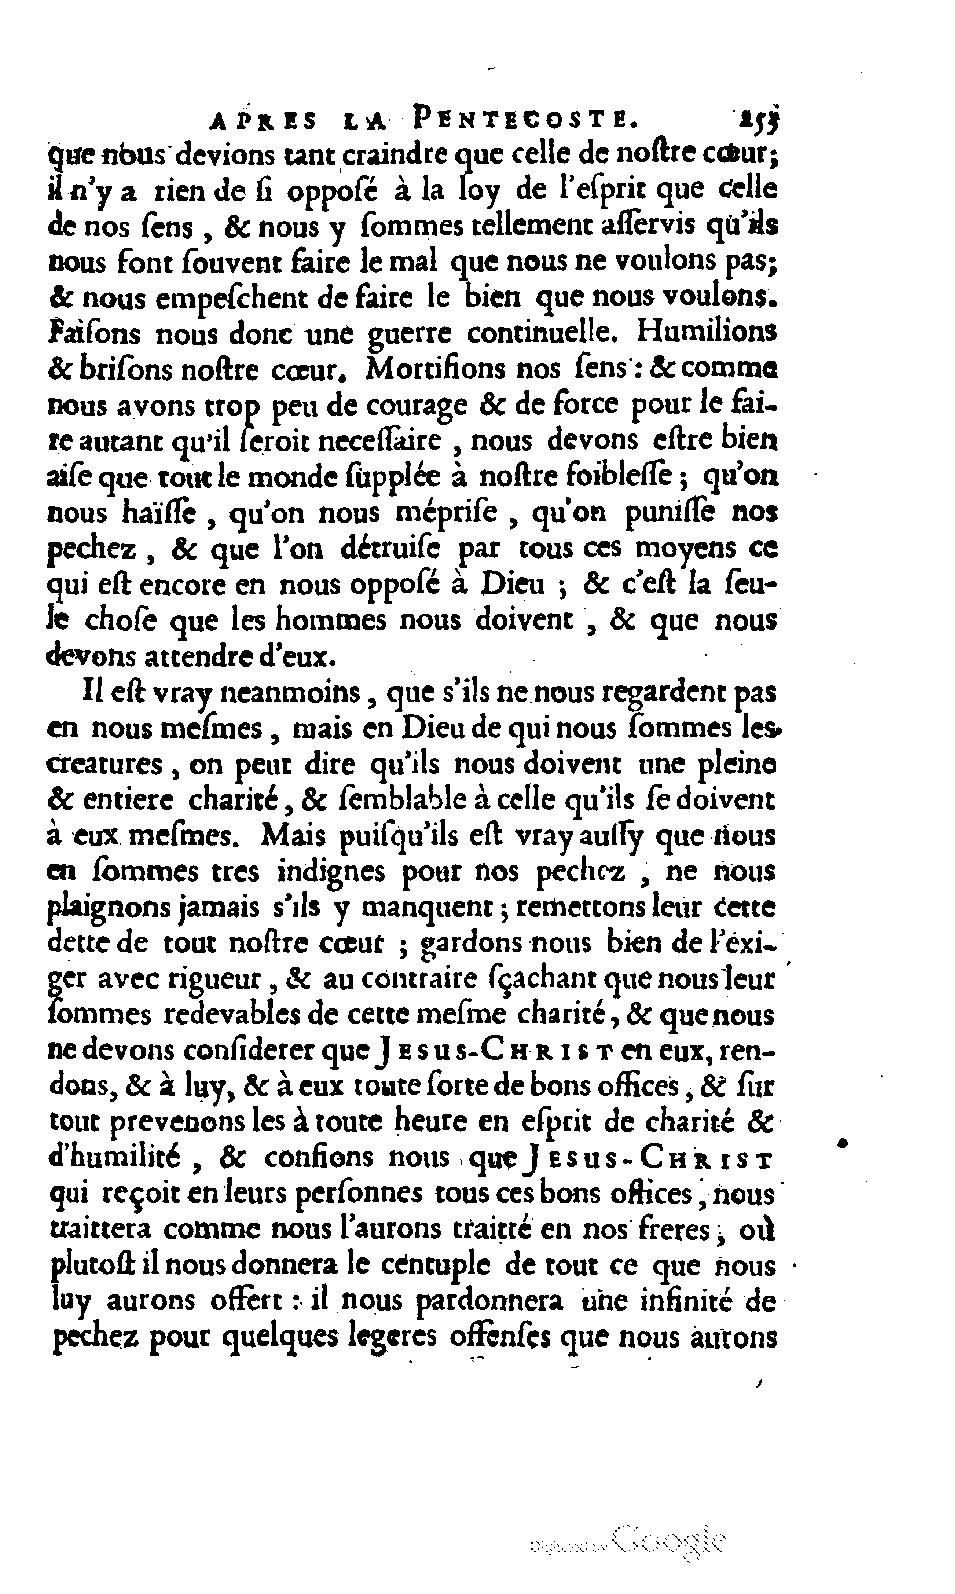 APRES LA PENTECOSTE. 253
que nous devions tant craindre que celle de noſtre cœur;
il n'y a rien de ſi oppoſé à la loy de l'eſprit que celle
de nos ſens, & nous y ſommes tellement aſſervis qu'ils
nous font ſouvent faire le mal que nous ne voulons pas;
& nous empeſchent de faire le bien que nous voulons.
Faiſons nous donc une guerre continuelle. Humilions
& briſons noſtre cœur. Mortifions nos ſens : & comme
nous avons trop peu de courage & de force pour le fai-
re autant qu'il ſeroit neceſſaire, nous devons eſtre bien
aiſe que tout le monde ſupplée à noſtre foibleſſe ; qu'on
nous haïſſe, qu'on nous mépriſe, qu'on puniſſe nos
pechez, & que l'on détruiſe par tous ces moyens ce
qui eſt encore en nous oppoſé à Dieu ; & c'eſt la ſeu-
le choſe que les hommes nous doivent, & que nous
devons attendre d'eux.
Il eſt vray neanmoins, que s'ils ne nous regardent pas
en nous meſmes, mais en Dieu de qui nous ſommes les
creatures, on peut dire qu'ils nous doivent une pleine
& entiere charité, & ſemblable à celle qu'ils ſe doivent
à eux meſmes. Mais puiſqu'ils eſt vray auſſy que nous
en ſommes tres indignes pour nos pechez, ne nous
plaignons jamais s'ils y manquent ; remettons leur cette
dette de tout noſtre cœur ; gardons nous bien de l'éxi-
ger avec rigueur, & au contraire ſçachant que nous leur
ſommes redevables de cette meſme charité, & que nous
ne devons conſiderer que JESUS-CHRIST en eux, ren-
dons, & à luy, & à eux toute ſorte de bons offices, & ſur
tout prevenons les à toute heure en eſprit de charité &
d'humilité, & confions nous que JESUS-CHRIST
qui reçoit en leurs perſonnes tous ces bons offices, nous
traittera comme nous l'aurons traitté en nos freres ; où
plutoſt il nous donnera le centuple de tout ce que nous
luy aurons offert : il nous pardonnera une infinité de
pechez pour quelques legeres offenſes que nous aurons
Digitized by Google